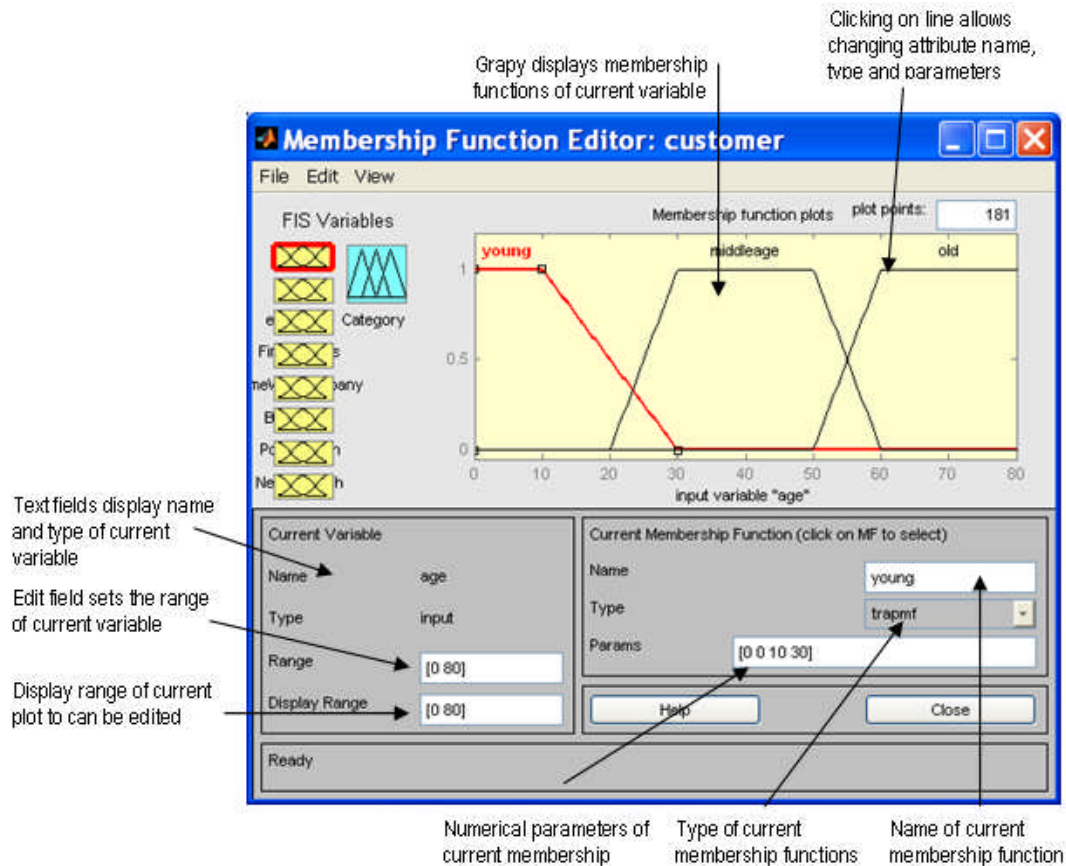 Clicking on line allows
changing attribute name,
type and parameters
Grapy displays membership
functions of current variable
Membership Function Editor: customer
File Edit View
FIS Variables
Membership function plots
plot points:
181
young
middleage
old
1
0.5
0
0 10 20 30 40 50 60 70 80
input variable "age"
Category
Text fields display name
and type of current
variable
Edit field sets the range
of current variable
Display range of current
plot to can be edited
Current Variable
Name age
Type input
Range [0 80]
Display Range [0 80]
Current Membership Function (click on MF to select)
Name young
Type trapmf
Params [0 0 10 30]
Help Close
Ready
Numerical parameters of
current membership
Type of current
membership functions
Name of current
membership function